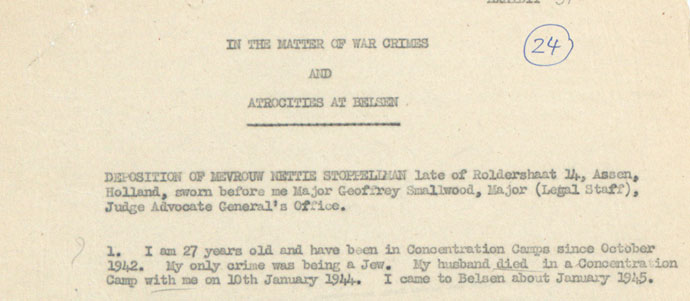 EXHIBIT 31
24
IN THE MATTER OF WAR CRIMES
AND
ATROCITIES AT BELSEN
DEPOSITION OF MEVROUW NETTIE STOPPELLMAN late of Roldershaat 14, Assen,
Holland, sworn before me Major Geoffrey Smallwood, Major (Legal Staff),
Judge Advocate General's Office.
1. I am 27 years old and have been in Concentration Camps since October
1942. My only crime was being a Jew. My husband died in a Concentration
Camp with me on 10th January 1944. I came to Belsen about January 1945.